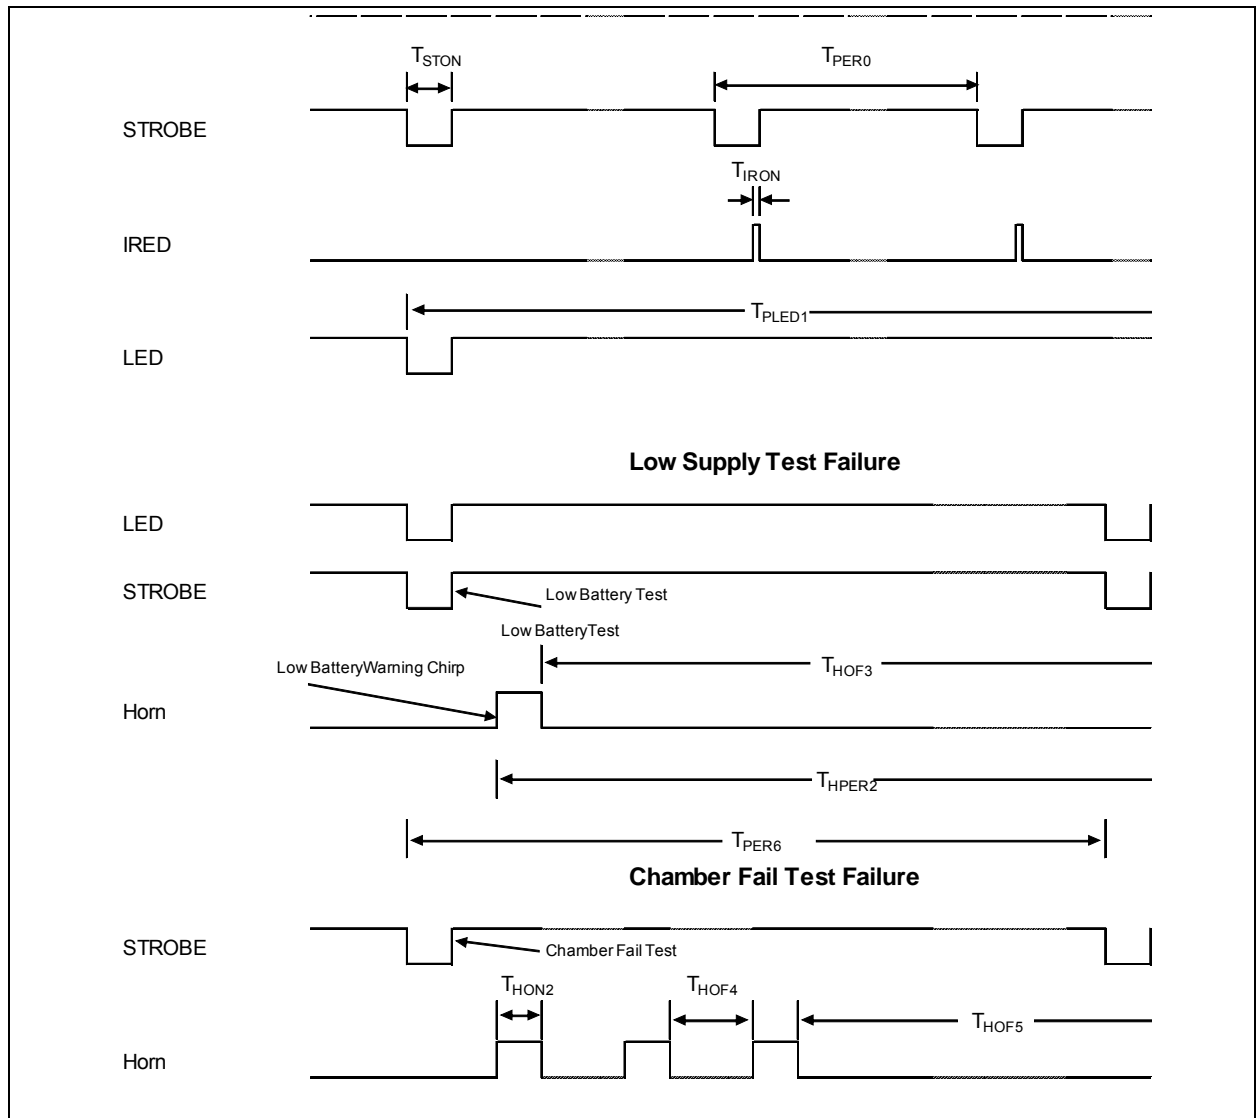 TSTON
TPER0
STROBE
TIRON
IRED
TPLED1
LED
Low Supply Test Failure
LED
STROBE
Low Battery Test
Low BatteryTest
Low BatteryWarning Chirp
THOF3
Horn
THPER2
TPER6
Chamber Fail Test Failure
STROBE
Chamber Fail Test
THON2
THOF4
THOF5
Horn